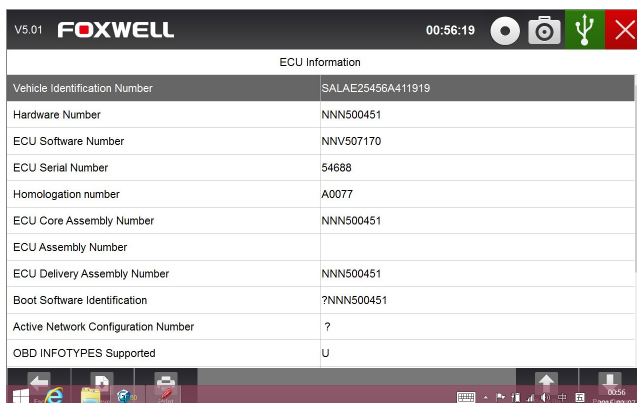 V5.01 FOXWELL 00:56:19
ECU Information
Vehicle Identification Number SALAE25456A411919
Hardware Number NNN500451
ECU Software Number NNV507170
ECU Serial Number 54688
Homologation number A0077
ECU Core Assembly Number NNN500451
ECU Assembly Number
ECU Delivery Assembly Number NNN500451
Boot Software Identification ?NNN500451
Active Network Configuration Number ?
OBD INFOTYPES Supported U
中 五 00:56